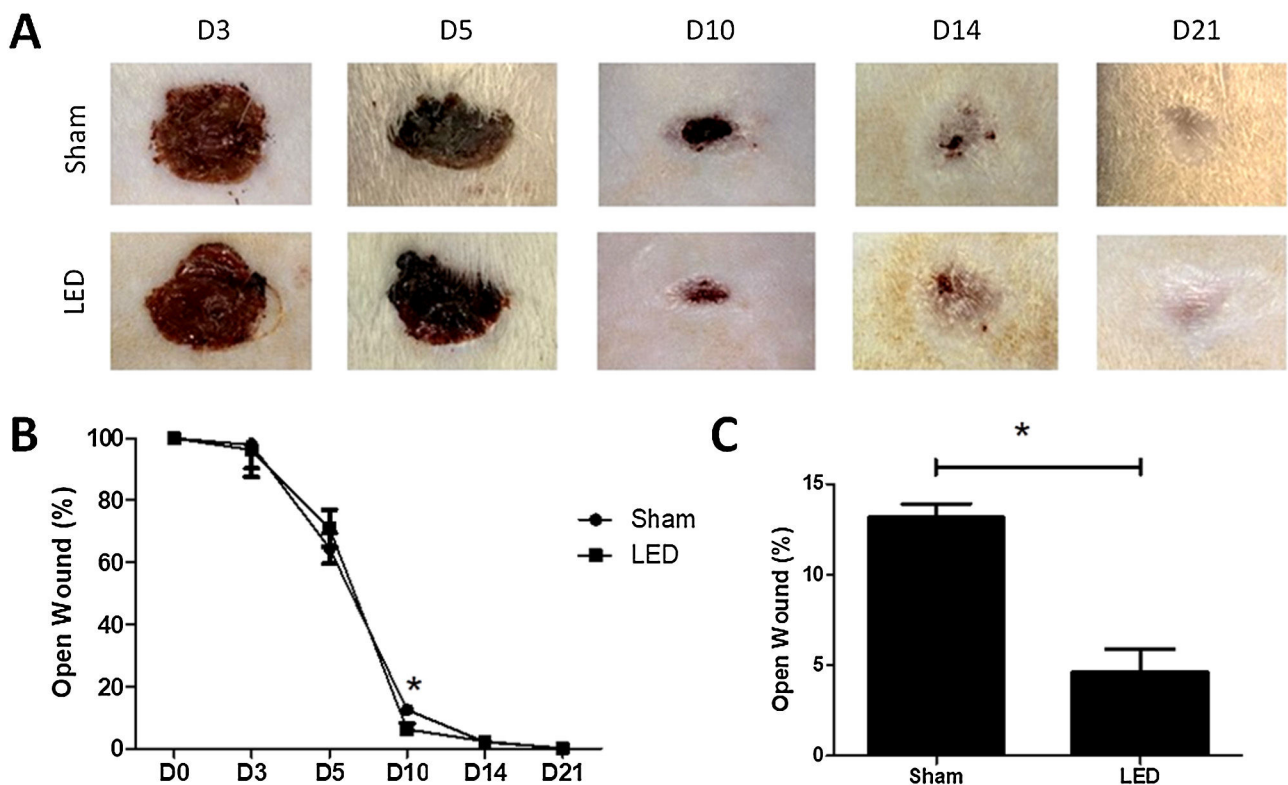 A
D3 D5 D10 D14 D21
Sham
LED
B
100
80
60
40
20
0
Open Wound (%)
*
D0 D3 D5 D10 D14 D21
Sham
LED
C
*
15
10
5
0
Open Wound (%)
Sham LED